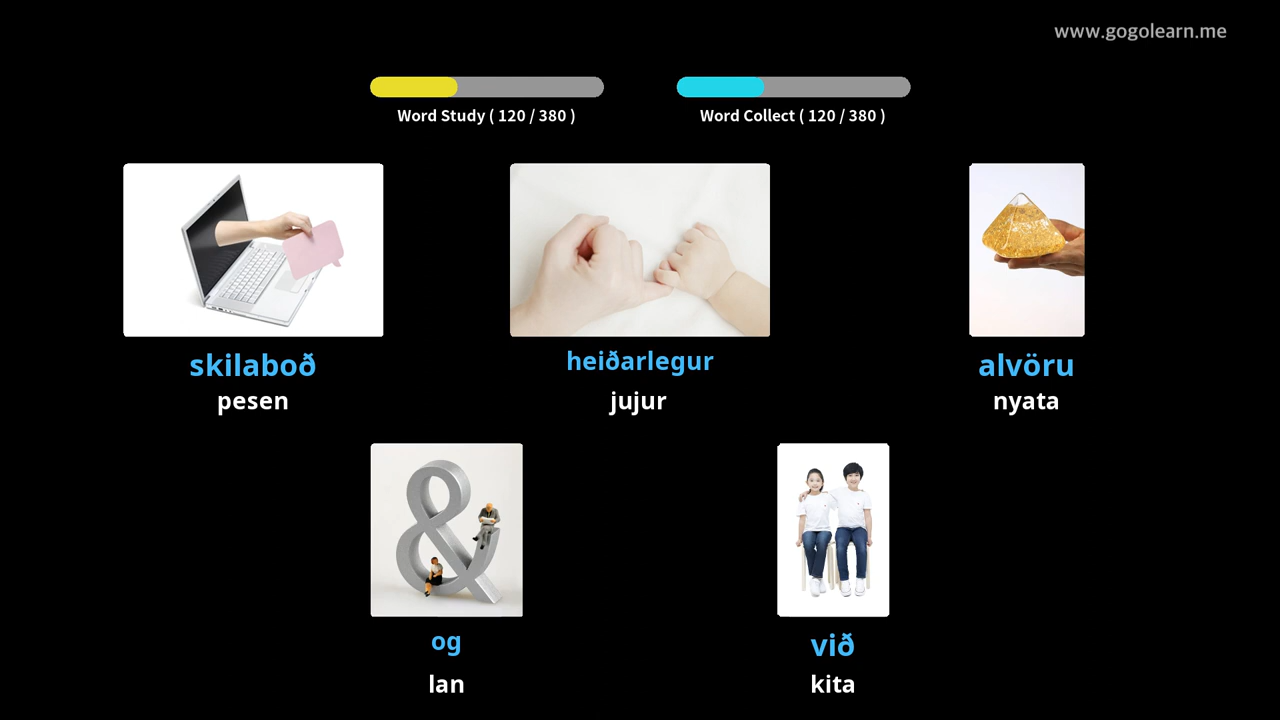 www.gogolearn.me
Word Study ( 120 / 380 )
Word Collect ( 120 / 380 )
skilaboð
pesen
heiðarlegur
jujur
alvöru
nyata
og
lan
við
kita